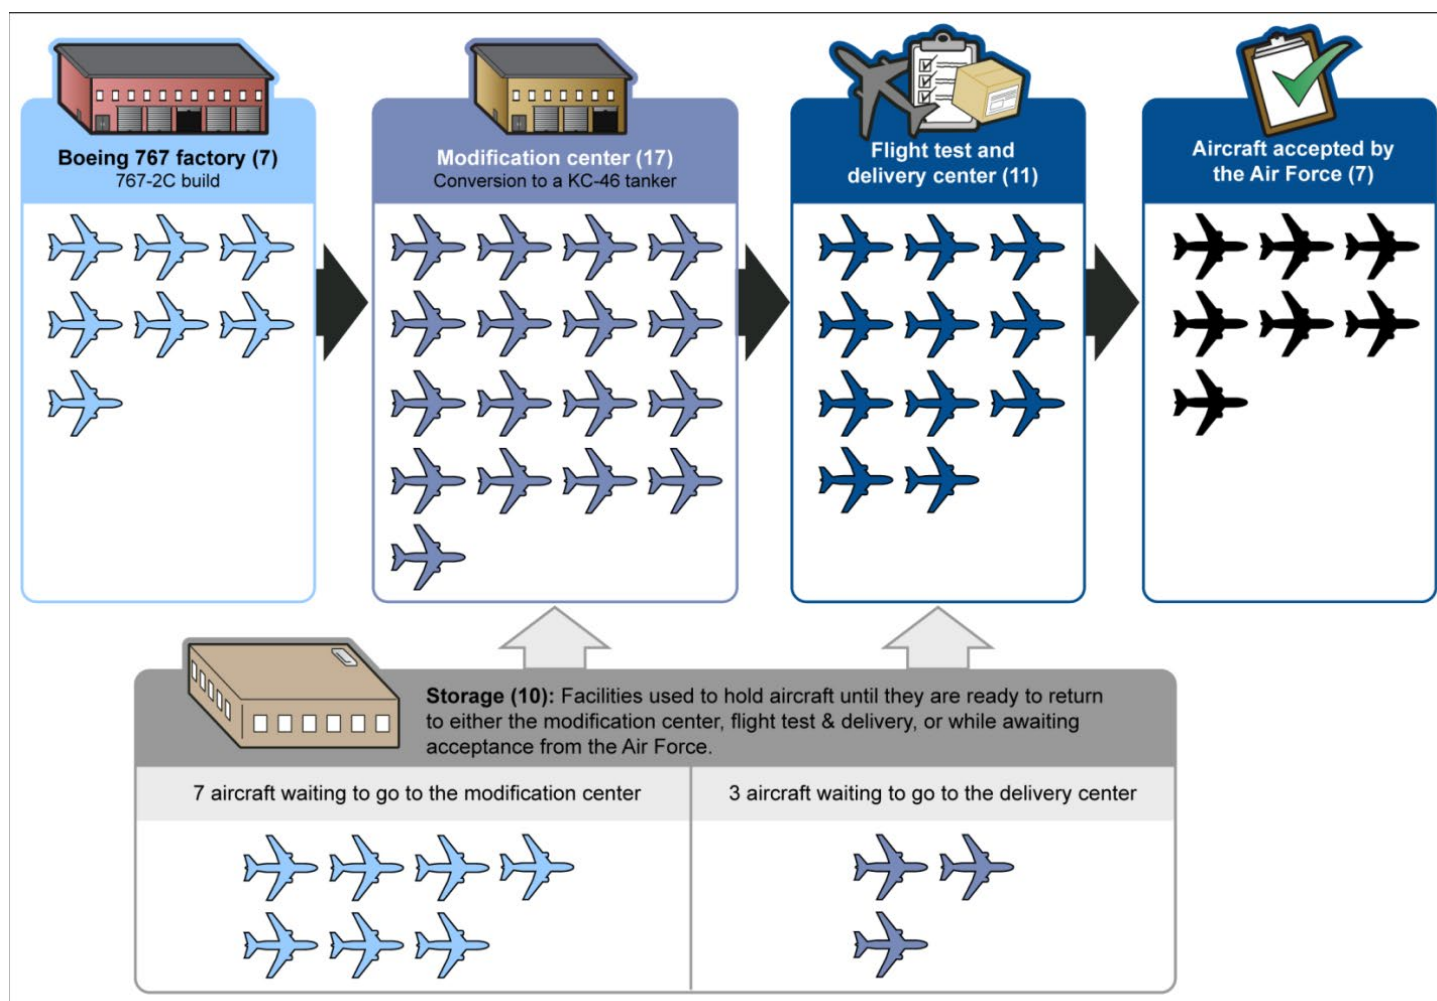 Boeing 767 factory (7)
767-2C build
Modification center (17)
Conversion to a KC-46 tanker
Flight test and
delivery center (11)
Aircraft accepted by
the Air Force (7)
Storage (10): Facilities used to hold aircraft until they are ready to return
to either the modification center, flight test & delivery, or while awaiting
acceptance from the Air Force.
7 aircraft waiting to go to the modification center
3 aircraft waiting to go to the delivery center